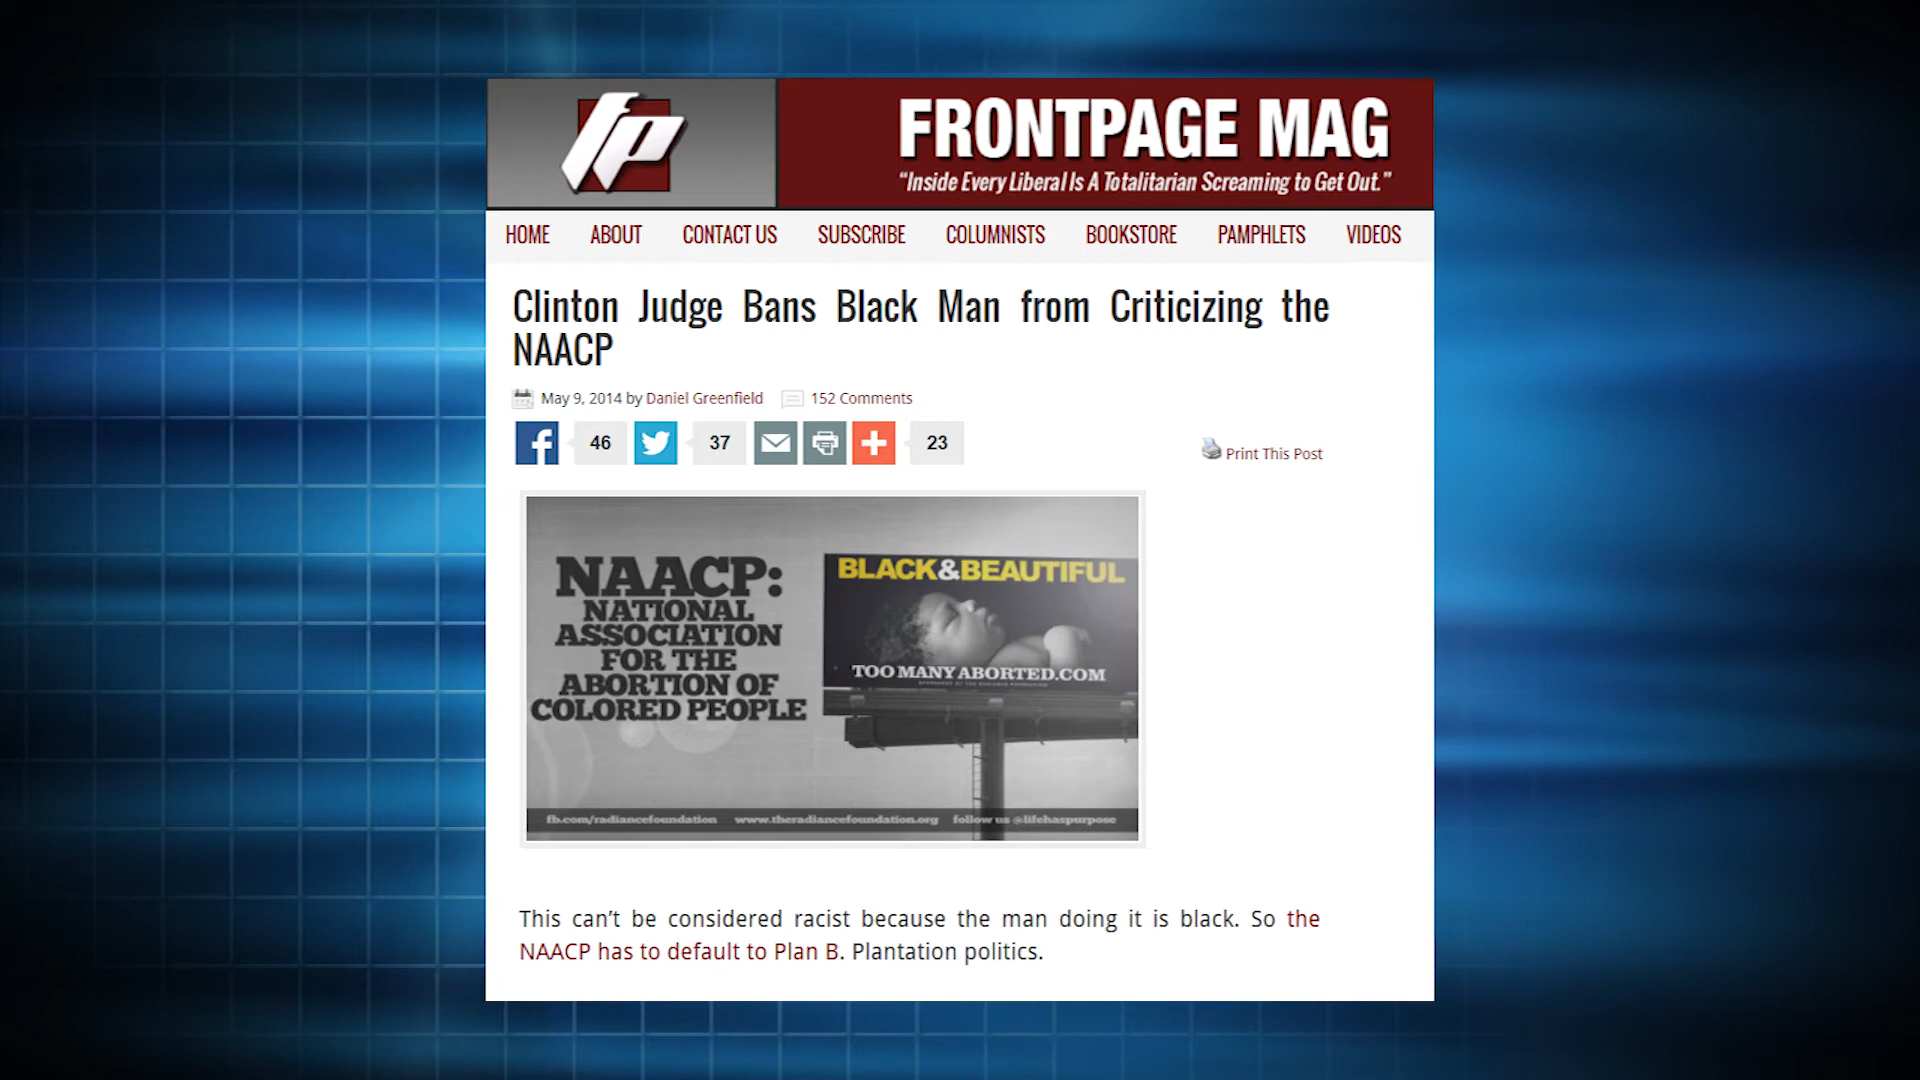 fp
FRONTPAGE MAG
“Inside Every Liberal Is A Totalitarian Screaming to Get Out.”
HOME ABOUT CONTACT US SUBSCRIBE COLUMNISTS BOOKSTORE PAMPHLETS VIDEOS
Clinton Judge Bans Black Man from Criticizing the
NAACP
May 9, 2014 by Daniel Greenfield 152 Comments
46 37 23
Print This Post
NAACP:
NATIONAL
ASSOCIATION
FOR THE
ABORTION OF
COLORED PEOPLE
BLACK&BEAUTIFUL
TOO MANY ABORTED.COM
fb.com/radiancefoundation www.theradiancefoundation.org follow us @lifehaspurpose
This can’t be considered racist because the man doing it is black. So the
NAACP has to default to Plan B. Plantation politics.